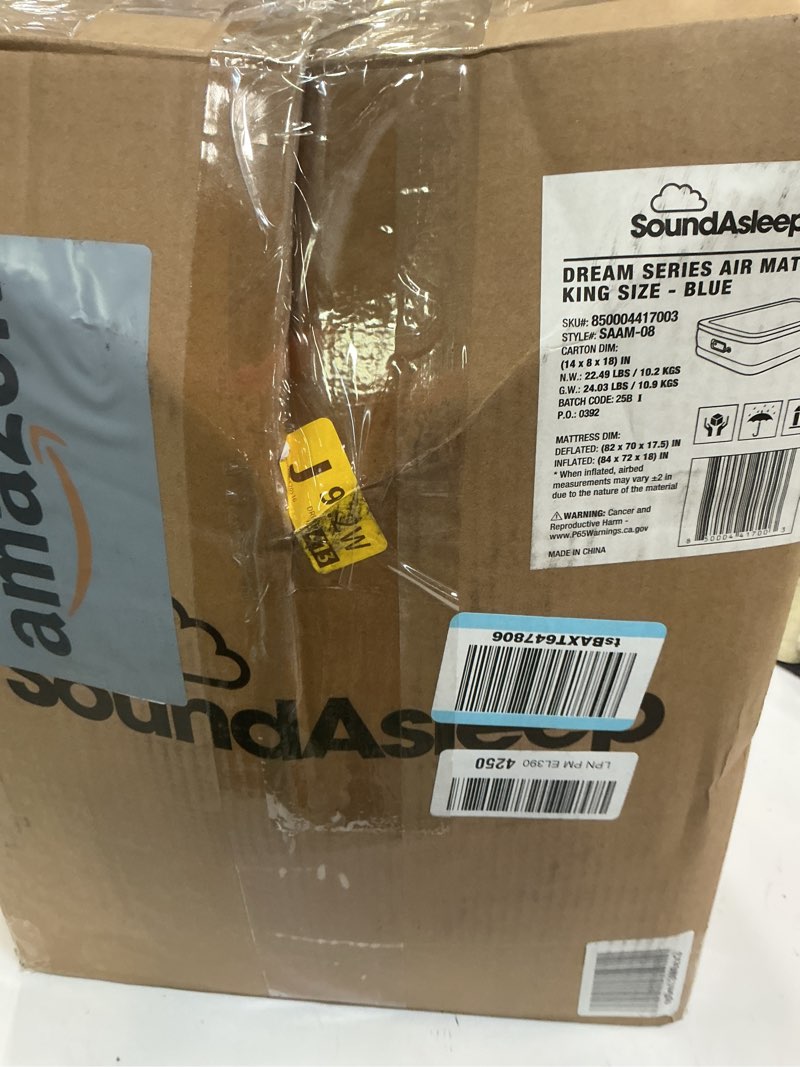 SoundAsleep
DREAM SERIES AIR MAT
KING SIZE - BLUE
SKU#: 850004417003
STYLE#: SAAM-08
CARTON DIM:
(14 x 8 x 18) IN
N.W.: 22.49 LBS / 10.2 KGS
G.W.: 24.03 LBS / 10.9 KGS
BATCH CODE: 25B I
P.O.: 0392
MATTRESS DIM:
DEFLATED: (82 x 70 x 17.5) IN
INFLATED: (84 x 72 x 18) IN
* When inflated, airbed
measurements may vary ±2 in
due to the nature of the material
⚠ WARNING: Cancer and
Reproductive Harm -
www.P65Warnings.ca.gov
MADE IN CHINA
8 50004 41700 3
amazon
J
tsBAXT647806
SoundAsleep
LPN PM EL390 4250